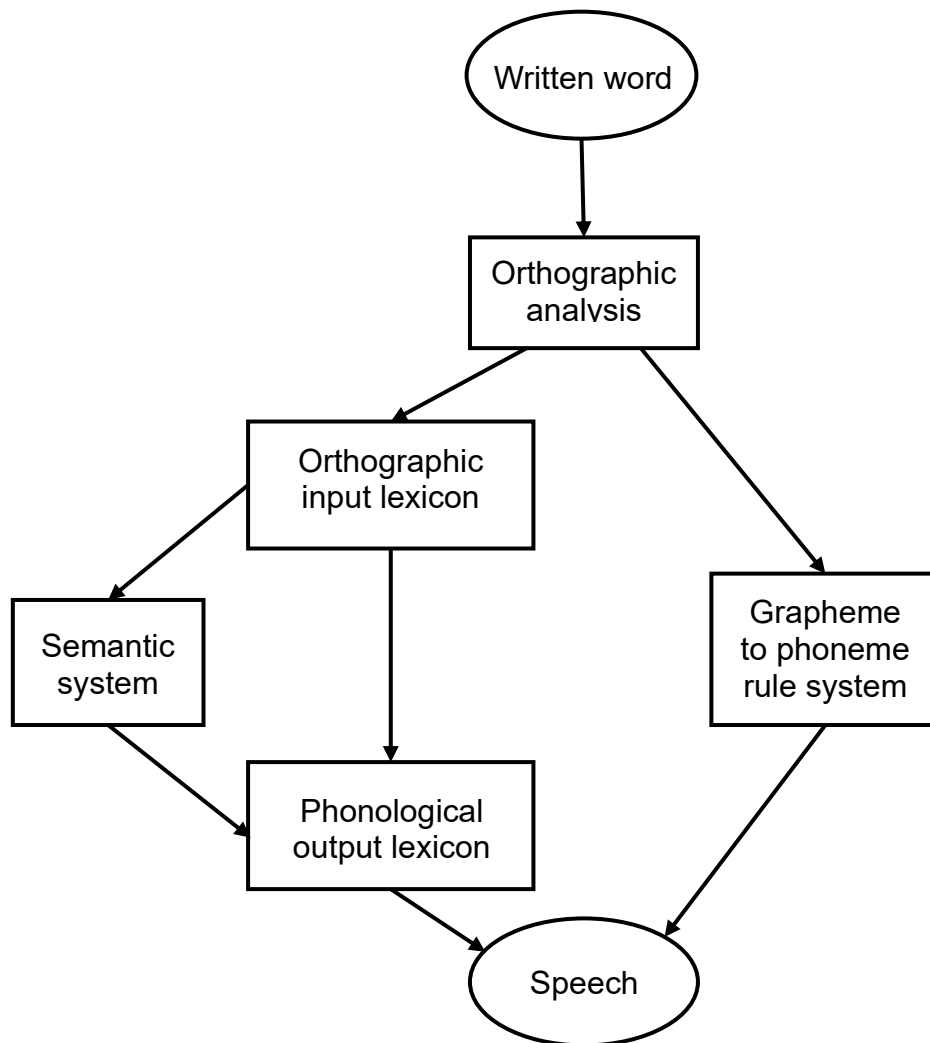 Written word
Orthographic
analysis
Orthographic
input lexicon
Semantic
system
Grapheme
to phoneme
rule system
Phonological
output lexicon
Speech